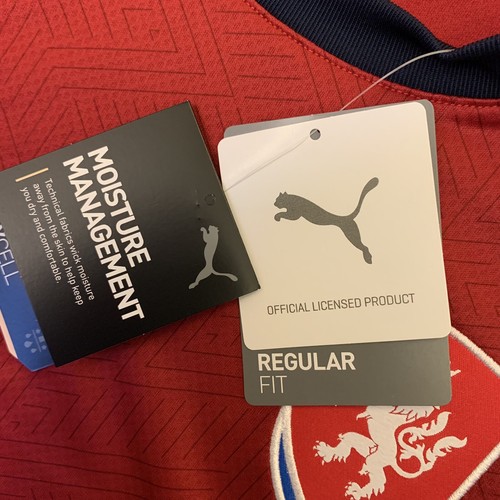 MOISTURE
MANAGEMENT
Technical fabrics wick moisture
away from the skin to help keep
you dry and comfortable.
CELL
OFFICIAL LICENSED PRODUCT
REGULAR
FIT